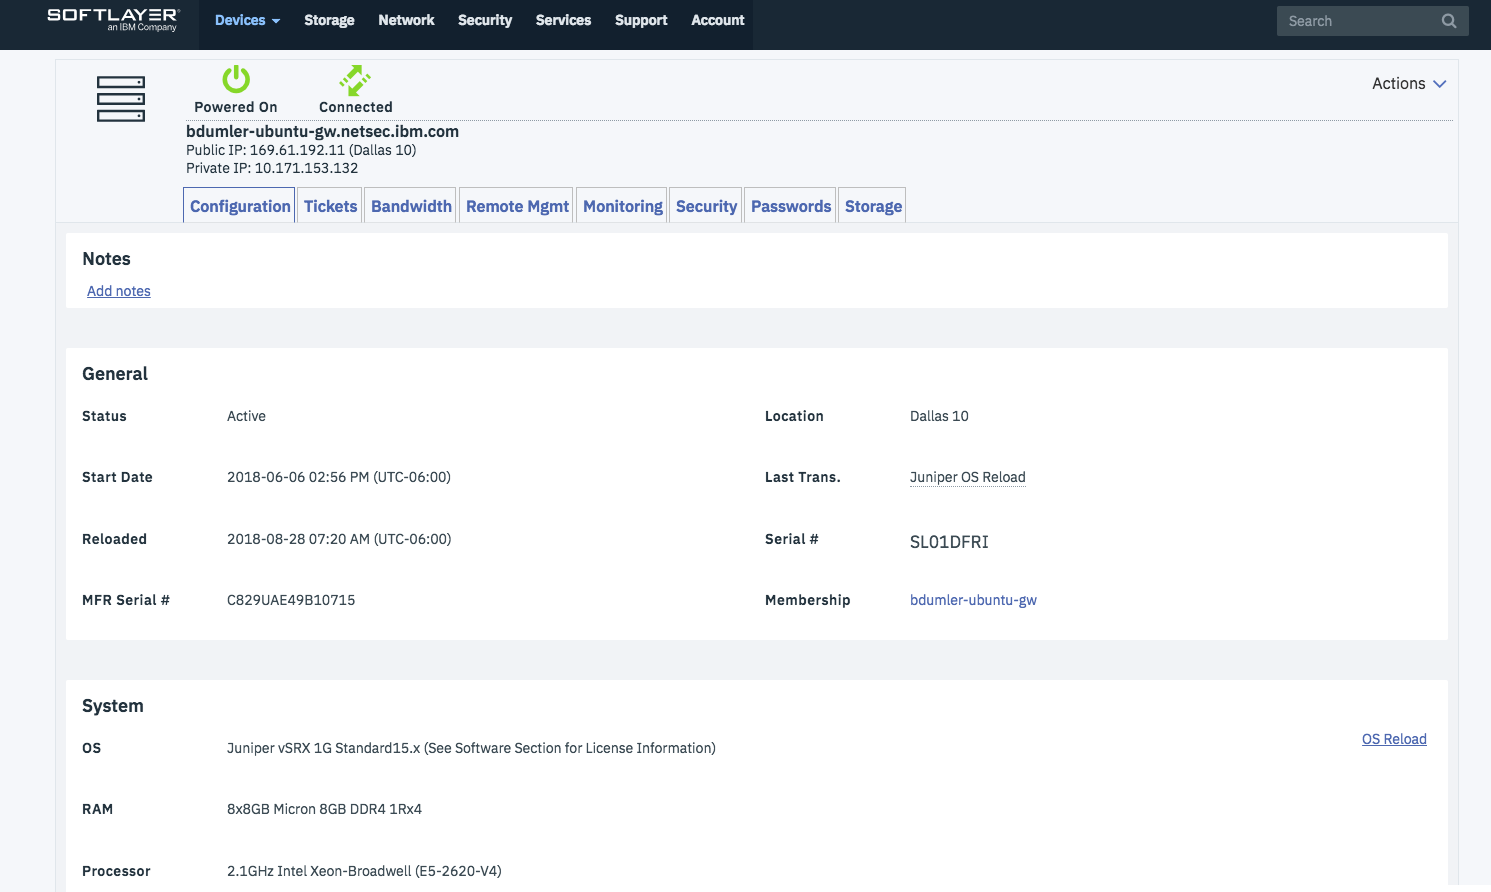 SOFTLAYER®
an IBM Company
Devices Storage Network Security Services Support Account
Search
Powered On Connected
Actions
bdumler-ubuntu-gw.netsec.ibm.com
Public IP: 169.61.192.11 (Dallas 10)
Private IP: 10.171.153.132
Configuration Tickets Bandwidth Remote Mgmt Monitoring Security Passwords Storage
Notes
Add notes
General
Status Active Location Dallas 10
Start Date 2018-06-06 02:56 PM (UTC-06:00) Last Trans. Juniper OS Reload
Reloaded 2018-08-28 07:20 AM (UTC-06:00) Serial # SL01DFRI
MFR Serial # C829UAE49B10715 Membership bdumler-ubuntu-gw
System
OS Juniper vSRX 1G Standard15.x (See Software Section for License Information) OS Reload
RAM 8x8GB Micron 8GB DDR4 1Rx4
Processor 2.1GHz Intel Xeon-Broadwell (E5-2620-V4)